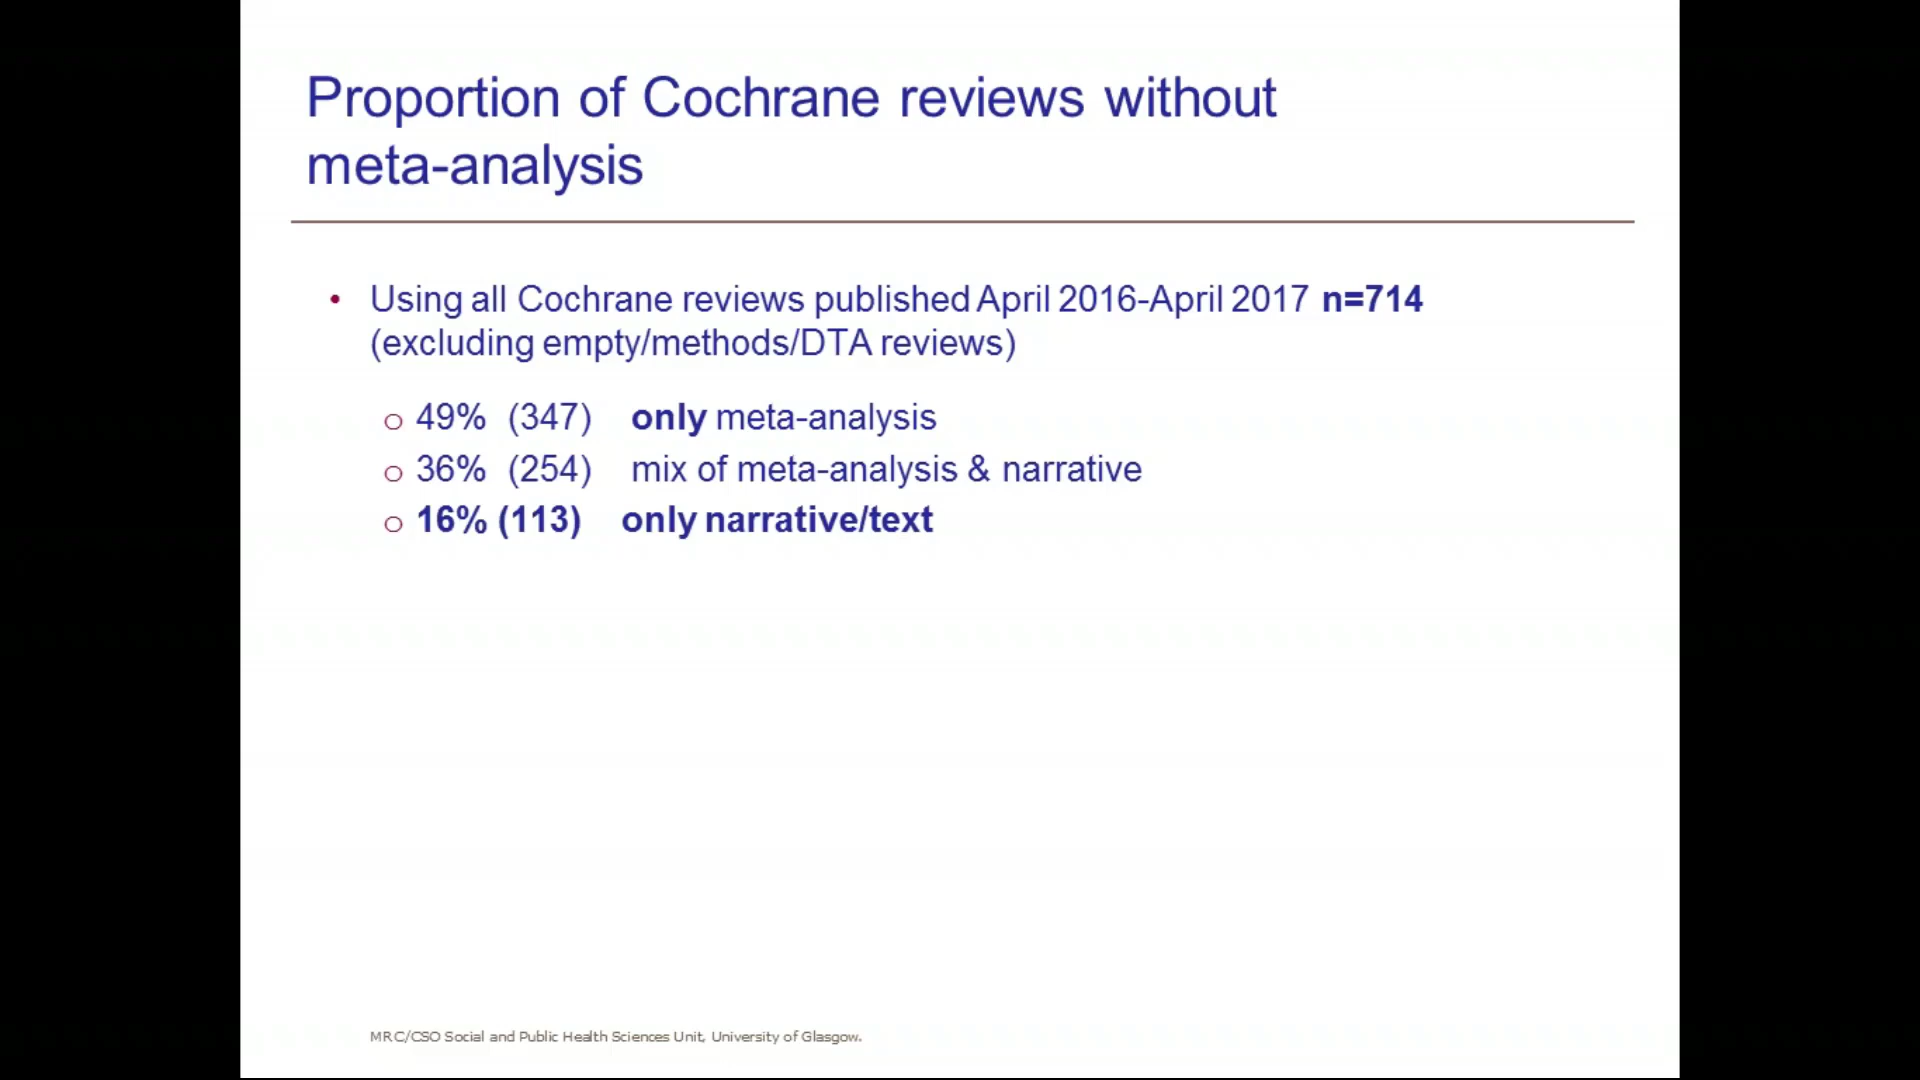 Proportion of Cochrane reviews without
meta-analysis
• Using all Cochrane reviews published April 2016-April 2017 n=714
(excluding empty/methods/DTA reviews)
o 49% (347) only meta-analysis
o 36% (254) mix of meta-analysis & narrative
o 16% (113) only narrative/text
MRC/CSO Social and Public Health Sciences Unit, University of Glasgow.